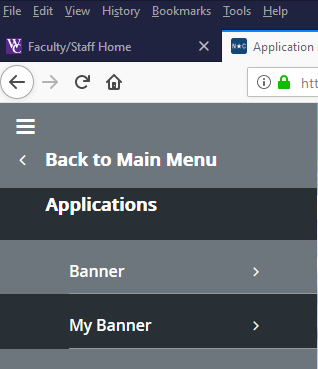 File Edit View History Bookmarks Tools Help
Faculty/Staff Home
Application
Back to Main Menu
Applications
Banner
My Banner